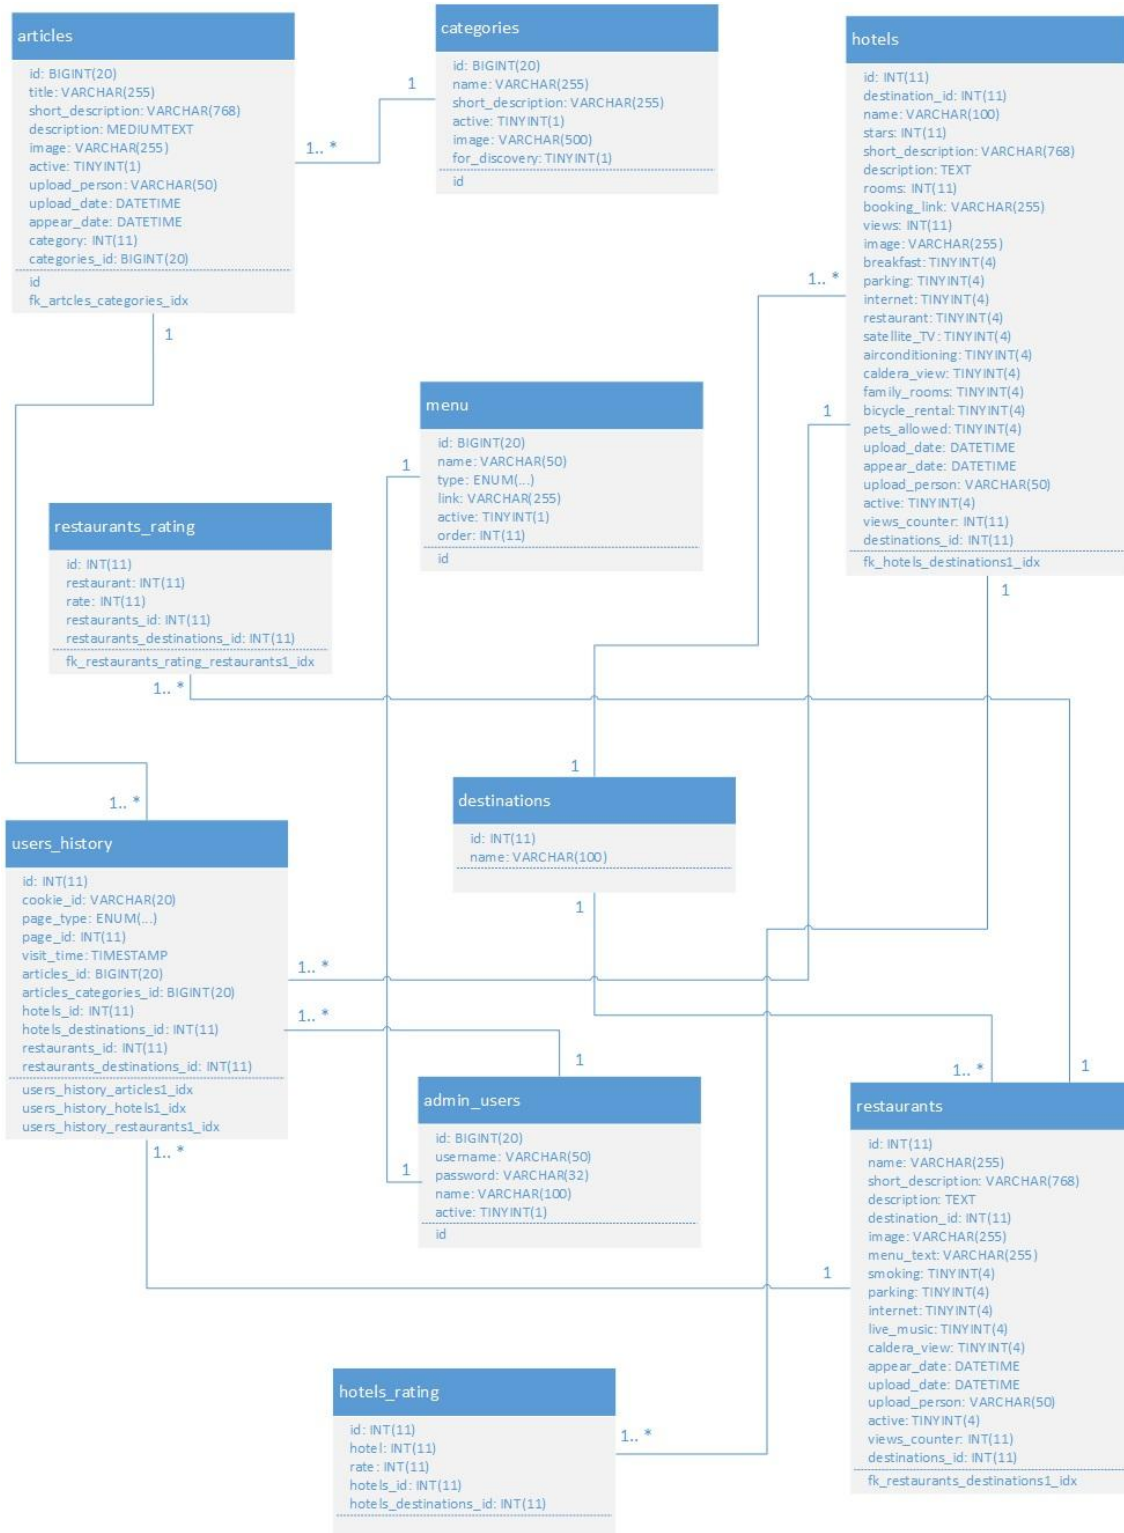 articles
id: BIGINT(20)
title: VARCHAR(255)
short_description: VARCHAR(768)
description: MEDIUMTEXT
image: VARCHAR(255)
active: TINYINT(1)
upload_person: VARCHAR(50)
upload_date: DATETIME
appear_date: DATETIME
category: INT(11)
categories_id: BIGINT(20)
id
fk_artcles_categories_idx
1
1.. *
1
categories
id: BIGINT(20)
name: VARCHAR(255)
short_description: VARCHAR(255)
active: TINYINT(1)
image: VARCHAR(500)
for_discovery: TINYINT(1)
id
hotels
id: INT(11)
destination_id: INT(11)
name: VARCHAR(100)
stars: INT(11)
short_description: VARCHAR(768)
description: TEXT
rooms: INT(11)
booking_link: VARCHAR(255)
views: INT(11)
image: VARCHAR(255)
breakfast: TINYINT(4)
parking: TINYINT(4)
internet: TINYINT(4)
restaurant: TINYINT(4)
satellite_TV: TINYINT(4)
airconditioning: TINYINT(4)
caldera_view: TINYINT(4)
family_rooms: TINYINT(4)
bicycle_rental: TINYINT(4)
pets_allowed: TINYINT(4)
upload_date: DATETIME
appear_date: DATETIME
upload_person: VARCHAR(50)
active: TINYINT(4)
views_counter: INT(11)
destinations_id: INT(11)
fk_hotels_destinations1_idx
1.. *
1
1
menu
id: BIGINT(20)
name: VARCHAR(50)
type: ENUM(...)
link: VARCHAR(255)
active: TINYINT(1)
order: INT(11)
id
1
restaurants_rating
id: INT(11)
restaurant: INT(11)
rate: INT(11)
restaurants_id: INT(11)
restaurants_destinations_id: INT(11)
fk_restaurants_rating_restaurants1_idx
1.. *
1
destinations
id: INT(11)
name: VARCHAR(100)
1
1.. *
users_history
id: INT(11)
cookie_id: VARCHAR(20)
page_type: ENUM(...)
page_id: INT(11)
visit_time: TIMESTAMP
articles_id: BIGINT(20)
articles_categories_id: BIGINT(20)
hotels_id: INT(11)
hotels_destinations_id: INT(11)
restaurants_id: INT(11)
restaurants_destinations_id: INT(11)
users_history_articles1_idx
users_history_hotels1_idx
users_history_restaurants1_idx
1.. *
1.. *
1.. *
1
admin_users
id: BIGINT(20)
username: VARCHAR(50)
password: VARCHAR(32)
name: VARCHAR(100)
active: TINYINT(1)
id
1
1.. *
1
restaurants
id: INT(11)
name: VARCHAR(255)
short_description: VARCHAR(768)
description: TEXT
destination_id: INT(11)
image: VARCHAR(255)
menu_text: VARCHAR(255)
smoking: TINYINT(4)
parking: TINYINT(4)
internet: TINYINT(4)
live_music: TINYINT(4)
caldera_view: TINYINT(4)
appear_date: DATETIME
upload_date: DATETIME
upload_person: VARCHAR(50)
active: TINYINT(4)
views_counter: INT(11)
destinations_id: INT(11)
fk_restaurants_destinations1_idx
1
hotels_rating
id: INT(11)
hotel: INT(11)
rate: INT(11)
hotels_id: INT(11)
hotels_destinations_id: INT(11)
1.. *